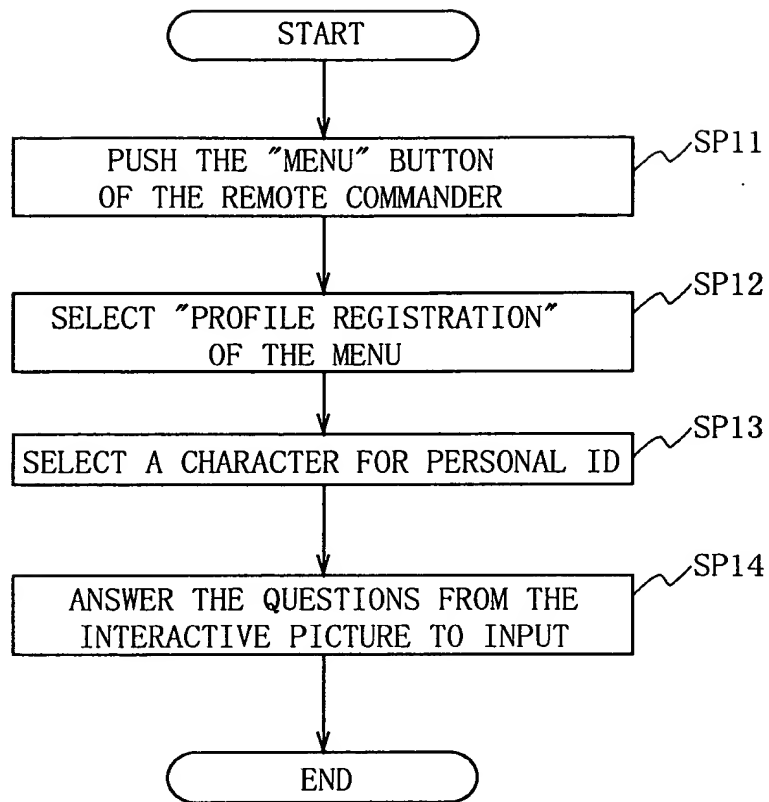 START
PUSH THE "MENU" BUTTON
OF THE REMOTE COMMANDER
SP11
SELECT "PROFILE REGISTRATION"
OF THE MENU
SP12
SELECT A CHARACTER FOR PERSONAL ID
SP13
ANSWER THE QUESTIONS FROM THE
INTERACTIVE PICTURE TO INPUT
SP14
END